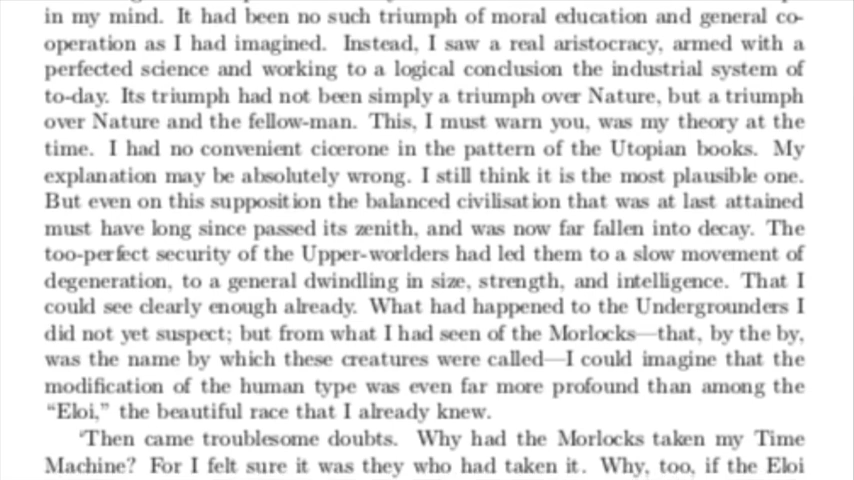 in my mind. It had been no such triumph of moral education and general co-
operation as I had imagined. Instead, I saw a real aristocracy, armed with a
perfected science and working to a logical conclusion the industrial system of
to-day. Its triumph had not been simply a triumph over Nature, but a triumph
over Nature and the fellow-man. This, I must warn you, was my theory at the
time. I had no convenient cicerone in the pattern of the Utopian books. My
explanation may be absolutely wrong. I still think it is the most plausible one.
But even on this supposition the balanced civilisation that was at last attained
must have long since passed its zenith, and was now far fallen into decay. The
too-perfect security of the Upper-worlders had led them to a slow movement of
degeneration, to a general dwindling in size, strength, and intelligence. That I
could see clearly enough already. What had happened to the Undergrounders I
did not yet suspect; but from what I had seen of the Morlocks—that, by the by,
was the name by which these creatures were called—I could imagine that the
modification of the human type was even far more profound than among the
“Eloi,” the beautiful race that I already knew.
‘Then came troublesome doubts. Why had the Morlocks taken my Time
Machine? For I felt sure it was they who had taken it. Why, too, if the Eloi